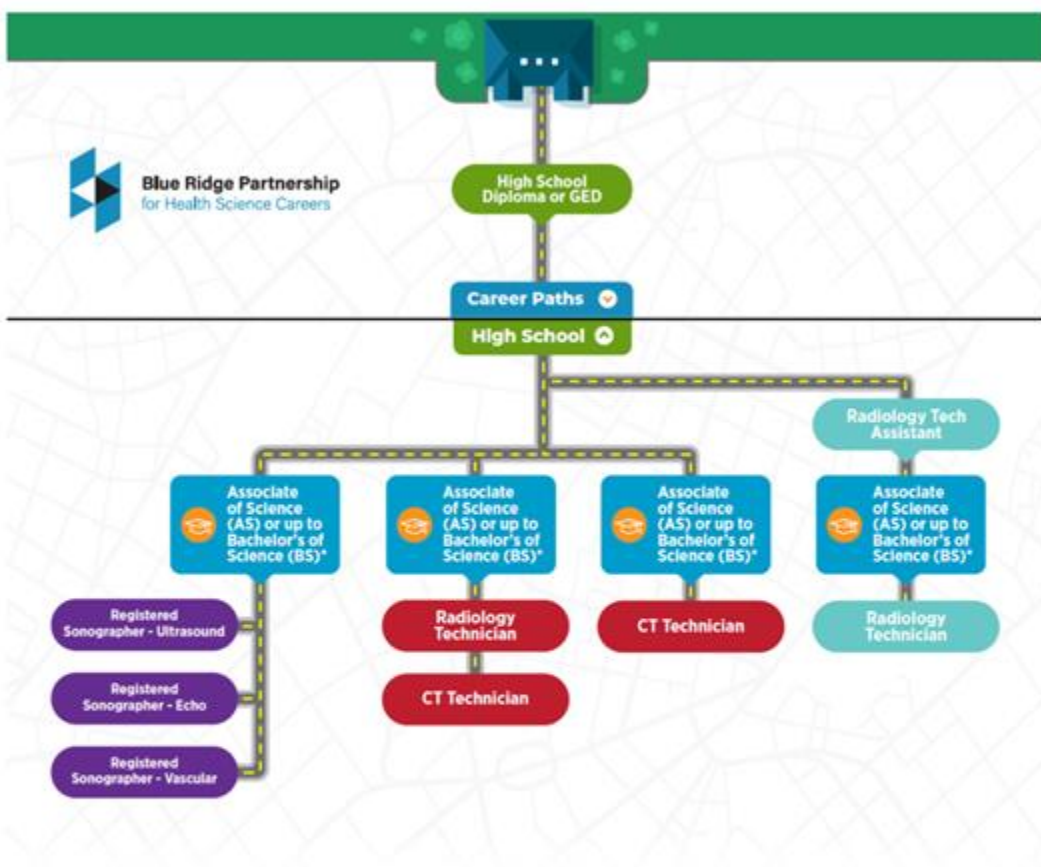 Blue Ridge Partnership
for Health Science Careers
High School
Diploma or GED
Career Paths
High School
Radiology Tech
Assistant
Associate
of Science
(AS) or up to
Bachelor's of
Science (BS)*
Associate
of Science
(AS) or up to
Bachelor's of
Science (BS)*
Associate
of Science
(AS) or up to
Bachelor's of
Science (BS)*
Associate
of Science
(AS) or up to
Bachelor's of
Science (BS)*
Registered
Sonographer - Ultrasound
Radiology
Technician
CT Technician
Radiology
Technician
Registered
Sonographer - Echo
CT Technician
Registered
Sonographer - Vascular